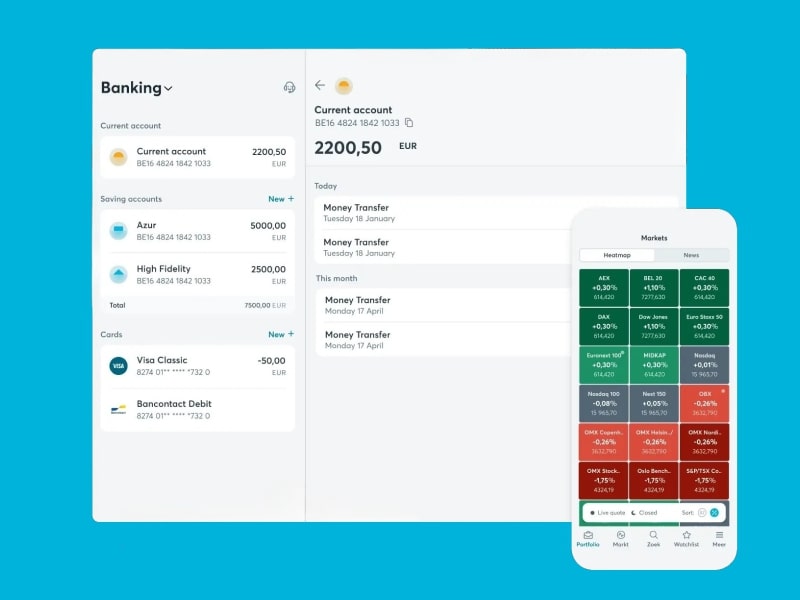 Banking
Current account
Current account
2200,50
BE16 4824 1842 1033
EUR
Saving accounts
New +
Azur
5000,00
BE16 4824 1842 1033
EUR
High Fidelity
2500,00
BE16 4824 1842 1033
EUR
Total
7500,00 EUR
Cards
New +
VISA
Visa Classic
-50,00
8274 01** **** *732 0
EUR
Bancontact Debit
8274 01** **** *732 0
Current account
BE16 4824 1842 1033
2200,50 EUR
Today
Money Transfer
Tuesday 18 January
Money Transfer
Tuesday 18 January
This month
Money Transfer
Monday 17 April
Money Transfer
Monday 17 April
Markets
Heatmap
News
AEX
+0,30%
614,420
BEL 20
+1,10%
7277,630
CAC 40
+0,30%
614,420
DAX
+0,30%
614,420
Dow Jones
+1,10%
7277,630
Euro Stoxx 50
+0,30%
614,420
Euronext 100
+0,30%
614,420
MIDKAP
+0,30%
614,420
Nasdaq
+0,01%
15 965,70
Nasdaq 100
-0,08%
15 965,70
Next 150
+0,05%
15 965,70
OBX
-0,26%
3632,790
OMX Copenh..
-0,26%
3632,790
OMX Helsin../
-0,26%
3632,790
OMX Nordi..
-0,26%
3632,790
OMX Stock..
-1,75%
4324,19
Oslo Bench..
-1,75%
4324,19
S&P/TSX Co..
-1,75%
4324,19
Live quote
Closed
Sort:
Portfolio
Markt
Zoek
Watchlist
Meer